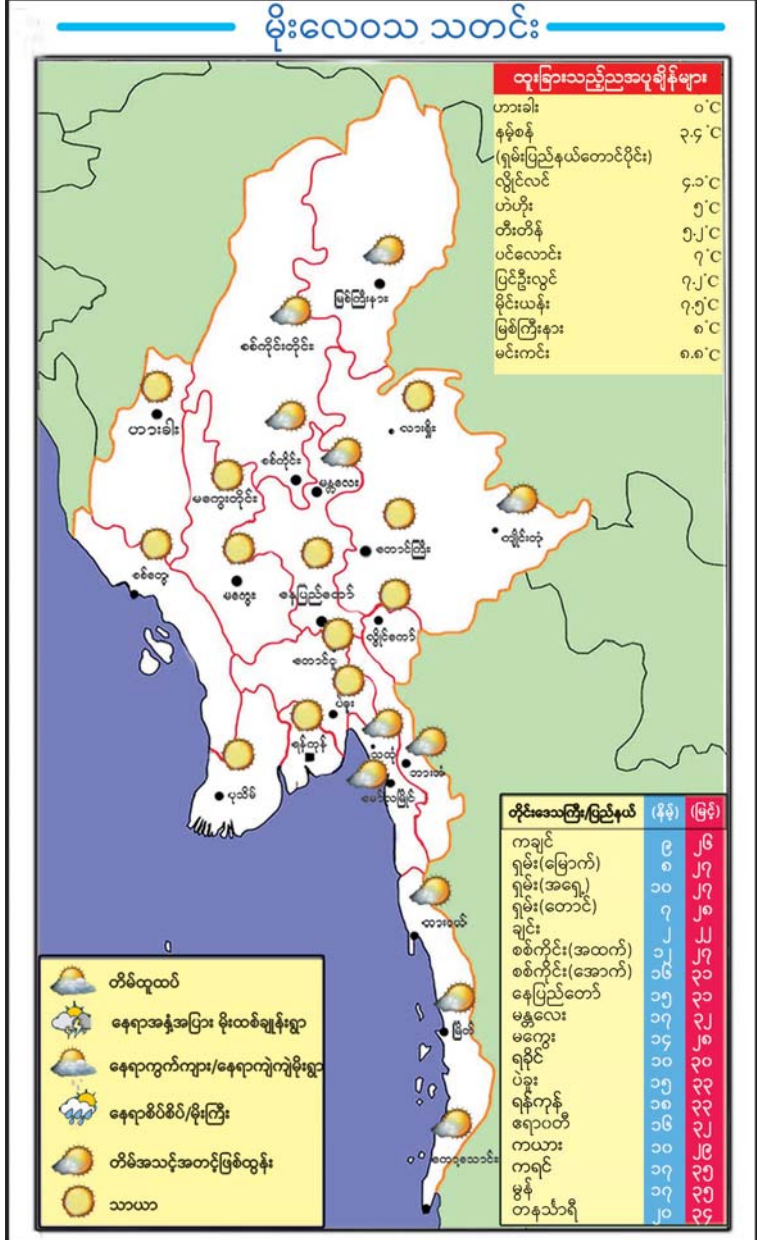 မိုးလေဝသ သတင်း
ထူးခြားသည့်ညအပူချိန်များ
ဟားခါး ၀°C
နမ့်စန် ၃.၄°C
(ရှမ်းပြည်နယ်တောင်ပိုင်း)
လွိုင်လင် ၄.၁°C
ဟဲဟိုး ၅°C
တီးတိန် ၅.၂°C
ပင်လောင်း ၇°C
ပြင်ဦးလွင် ၇.၂°C
မိုင်းယန်း ၇.၅°C
မြစ်ကြီးနား ၈°C
မင်းကင်း ၈.၈°C
မြစ်ကြီးနား
စစ်ကိုင်းတိုင်း
ဟားခါး
လားရှိုး
စစ်ကိုင်း
မန္တလေး
မကွေးတိုင်း
ကျိုင်းတုံ
တောင်ကြီး
စစ်တွေ
မကွေး
နေပြည်တော်
လွိုင်ကော်
တောင်ငူ
ပဲခူး
ရန်ကုန်
သထုံ
ဘားအံ
မော်လမြိုင်
ပုသိမ်
ထားဝယ်
မြိတ်
ကော့သောင်း
တိမ်ထူထပ်
နေရာအနှံ့အပြား မိုးထစ်ချုန်းရွာ
နေရာကွက်ကျား/နေရာကျဲကျဲမိုးရွာ
နေရာစိပ်စိပ်/မိုးကြီး
တိမ်အသင့်အတင့်ဖြစ်ထွန်း
သာယာ
တိုင်းဒေသကြီး/ပြည်နယ် (နိမ့်) (မြင့်)
ကချင် ၉ ၂၆
ရှမ်း(မြောက်) ၈ ၂၇
ရှမ်း(အရှေ့) ၁၀ ၂၇
ရှမ်း(တောင်) ၇ ၂၈
ချင်း ၂ ၂၂
စစ်ကိုင်း(အထက်) ၁၂ ၂၇
စစ်ကိုင်း(အောက်) ၁၆ ၃၁
နေပြည်တော် ၁၅ ၃၁
မန္တလေး ၁၇ ၃၂
မကွေး ၁၄ ၂၈
ရခိုင် ၁၀ ၃၀
ပဲခူး ၁၅ ၃၃
ရန်ကုန် ၁၈ ၃၃
ဧရာဝတီ ၁၆ ၃၂
ကယား ၁၀ ၂၉
ကရင် ၁၇ ၃၅
မွန် ၁၇ ၃၅
တနင်္သာရီ ၂၀ ၃၄